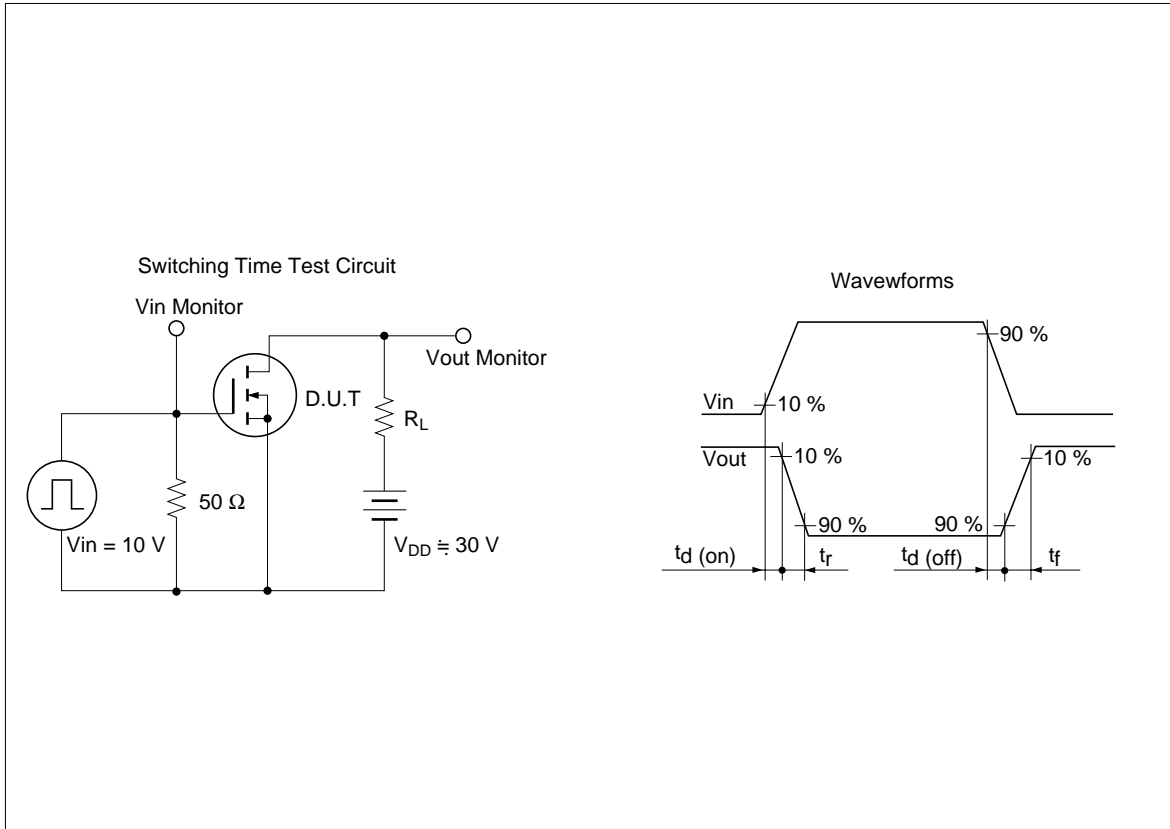 Switching Time Test Circuit
Vin Monitor
Vout Monitor
D.U.T
RL
50 Ω
Vin = 10 V
VDD ≒ 30 V
Wavewforms
90 %
Vin
10 %
Vout
10 %
10 %
90 %
90 %
td (on)
tr
td (off)
tf